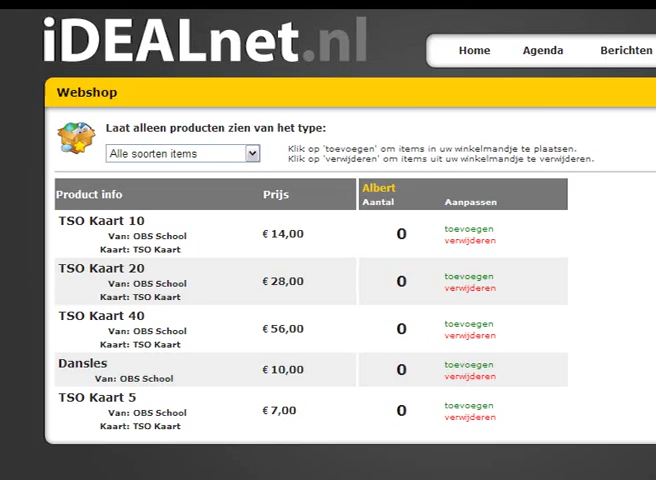 iDEALnet.nl
Home Agenda Berichten
Webshop
Laat alleen producten zien van het type:
Alle soorten items
Klik op 'toevoegen' om items in uw winkelmandje te plaatsen.
Klik op 'verwijderen' om items uit uw winkelmandje te verwijderen.
Albert
Product info Prijs Aantal Aanpassen
TSO Kaart 10
Van: OBS School
Kaart: TSO Kaart
€ 14,00 0 toevoegen
verwijderen
TSO Kaart 20
Van: OBS School
Kaart: TSO Kaart
€ 28,00 0 toevoegen
verwijderen
TSO Kaart 40
Van: OBS School
Kaart: TSO Kaart
€ 56,00 0 toevoegen
verwijderen
Dansles
Van: OBS School
€ 10,00 0 toevoegen
verwijderen
TSO Kaart 5
Van: OBS School
Kaart: TSO Kaart
€ 7,00 0 toevoegen
verwijderen